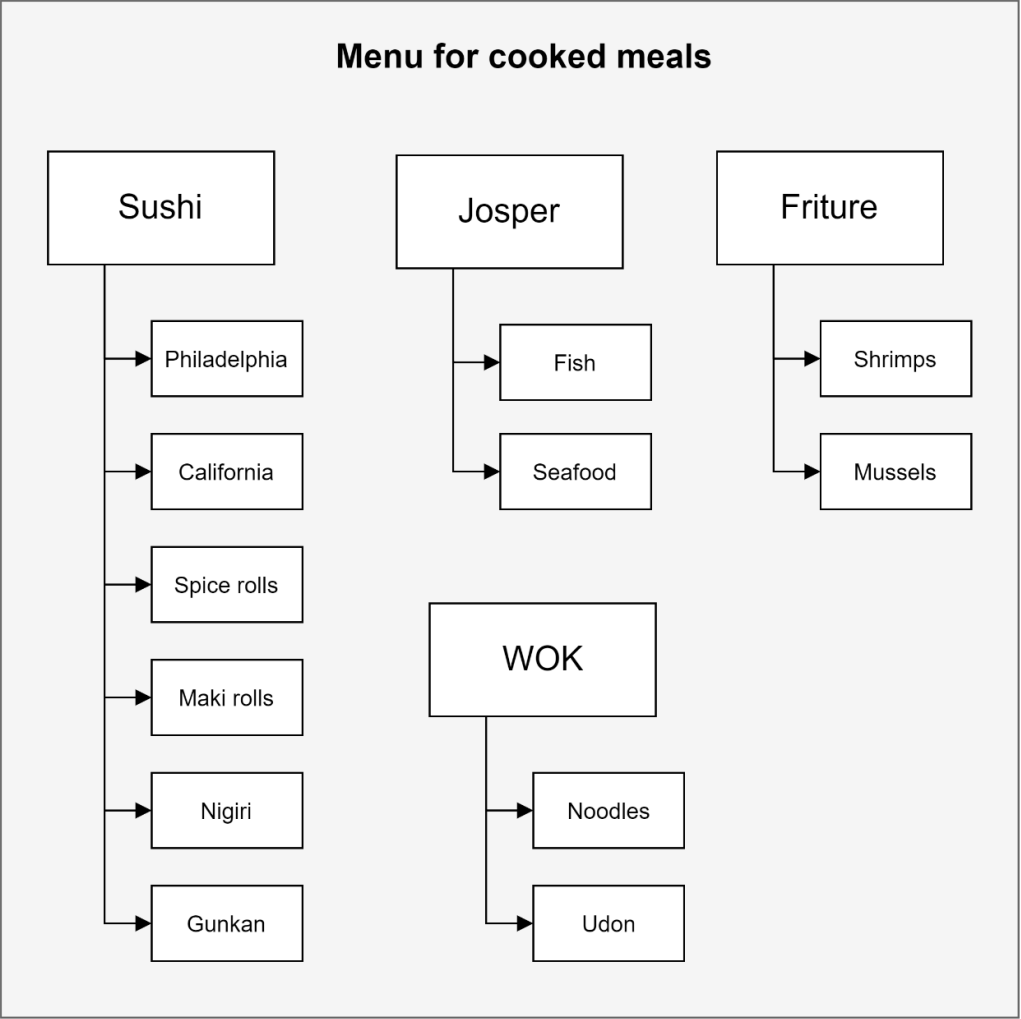 Menu for cooked meals
Sushi
Philadelphia
California
Spice rolls
Maki rolls
Nigiri
Gunkan
Josper
Fish
Seafood
Friture
Shrimps
Mussels
WOK
Noodles
Udon